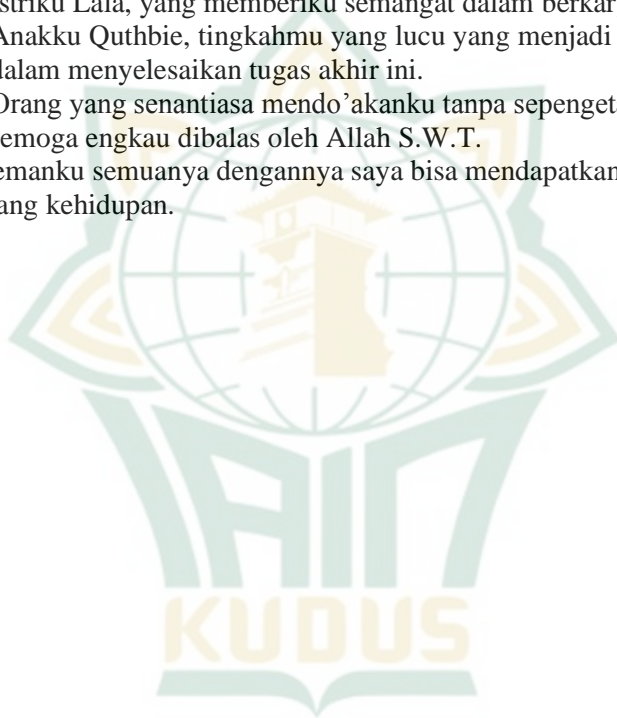 istriku Lala, yang memberiku semangat dalam berkar
Anakku Quthbie, tingkahmu yang lucu yang menjadi
dalam menyelesaikan tugas akhir ini.
Orang yang senantiasa mendo’akanku tanpa sepenget
semoga engkau dibalas oleh Allah S.W.T.
emanku semuanya dengannya saya bisa mendapatkan
ang kehidupan.
IAIN
KUDUS